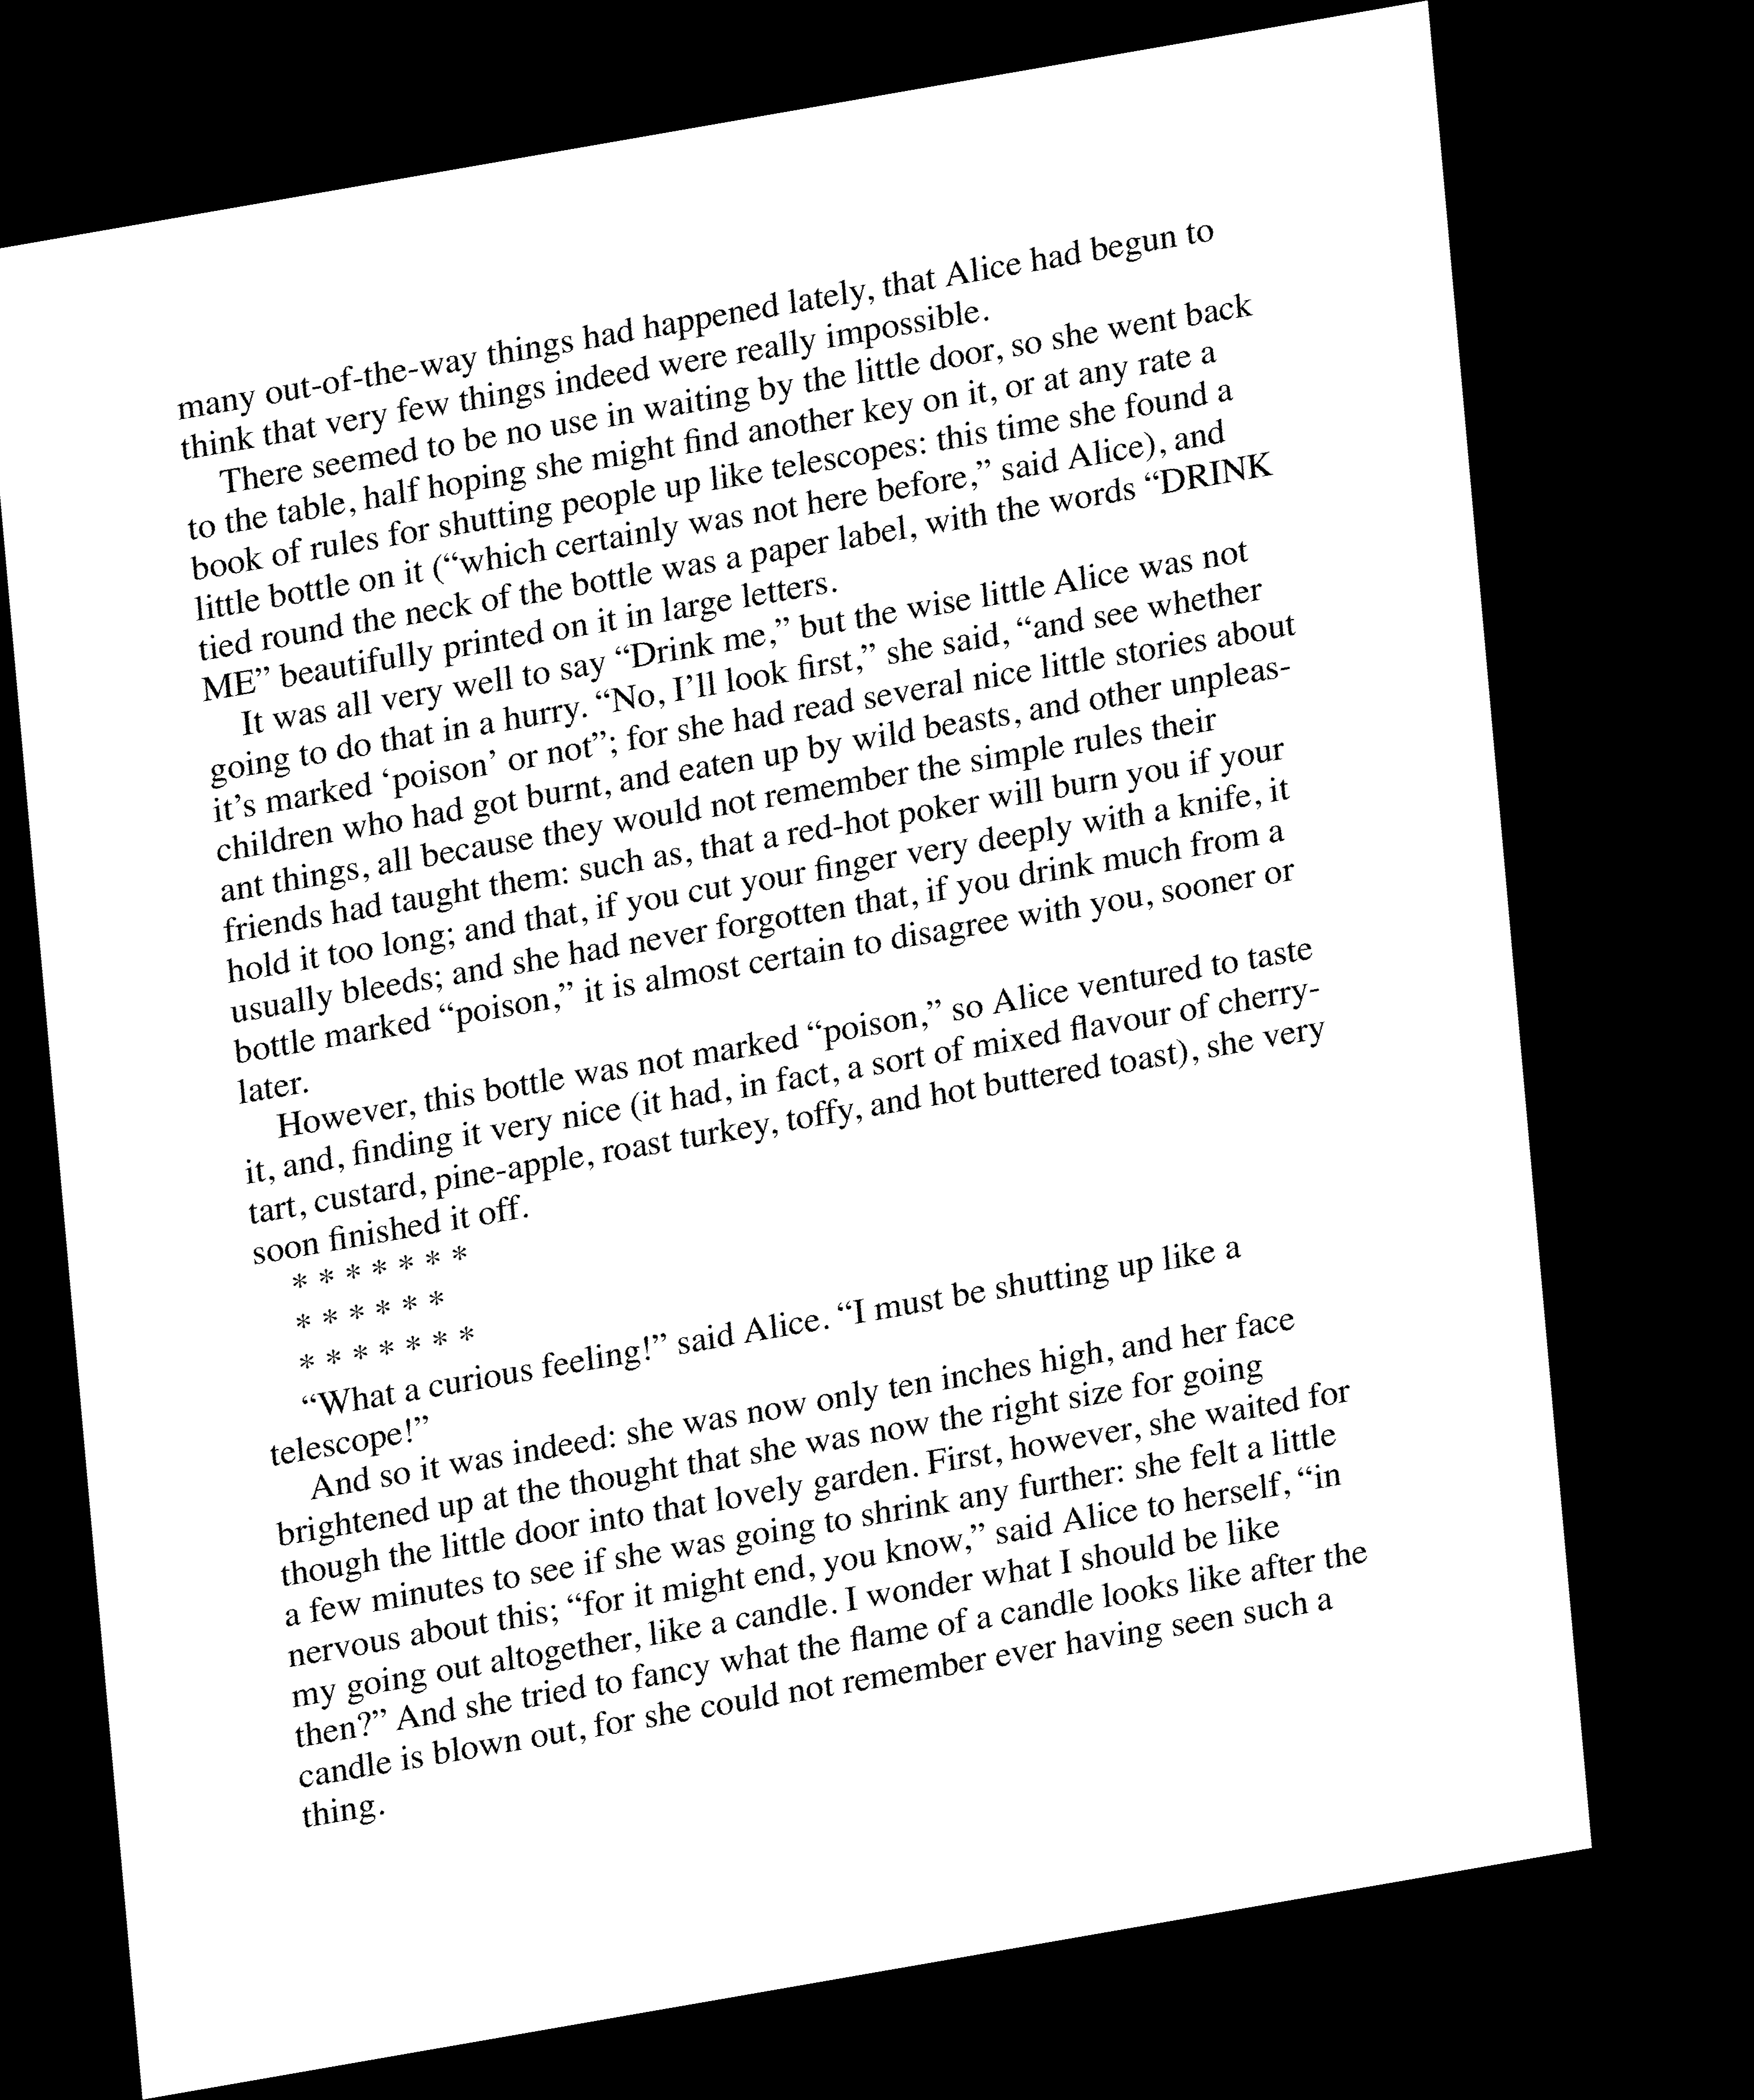 many out-of-the-way things had happened lately, that Alice had begun to
think that very few things indeed were really impossible.
There seemed to be no use in waiting by the little door, so she went back
to the table, half hoping she might find another key on it, or at any rate a
book of rules for shutting people up like telescopes: this time she found a
little bottle on it (“which certainly was not here before,” said Alice), and
tied round the neck of the bottle was a paper label, with the words “DRINK
ME” beautifully printed on it in large letters.
It was all very well to say “Drink me,” but the wise little Alice was not
going to do that in a hurry. “No, I’ll look first,” she said, “and see whether
it’s marked ‘poison’ or not”; for she had read several nice little stories about
children who had got burnt, and eaten up by wild beasts, and other unpleas-
ant things, all because they would not remember the simple rules their
friends had taught them: such as, that a red-hot poker will burn you if your
hold it too long; and that, if you cut your finger very deeply with a knife, it
usually bleeds; and she had never forgotten that, if you drink much from a
bottle marked “poison,” it is almost certain to disagree with you, sooner or
later.
However, this bottle was not marked “poison,” so Alice ventured to taste
it, and, finding it very nice (it had, in fact, a sort of mixed flavour of cherry-
tart, custard, pine-apple, roast turkey, toffy, and hot buttered toast), she very
soon finished it off.
* * * * * * *
* * * * * *
* * * * * * *
“What a curious feeling!” said Alice. “I must be shutting up like a
telescope!”
And so it was indeed: she was now only ten inches high, and her face
brightened up at the thought that she was now the right size for going
though the little door into that lovely garden. First, however, she waited for
a few minutes to see if she was going to shrink any further: she felt a little
nervous about this; “for it might end, you know,” said Alice to herself, “in
my going out altogether, like a candle. I wonder what I should be like
then?” And she tried to fancy what the flame of a candle looks like after the
candle is blown out, for she could not remember ever having seen such a
thing.